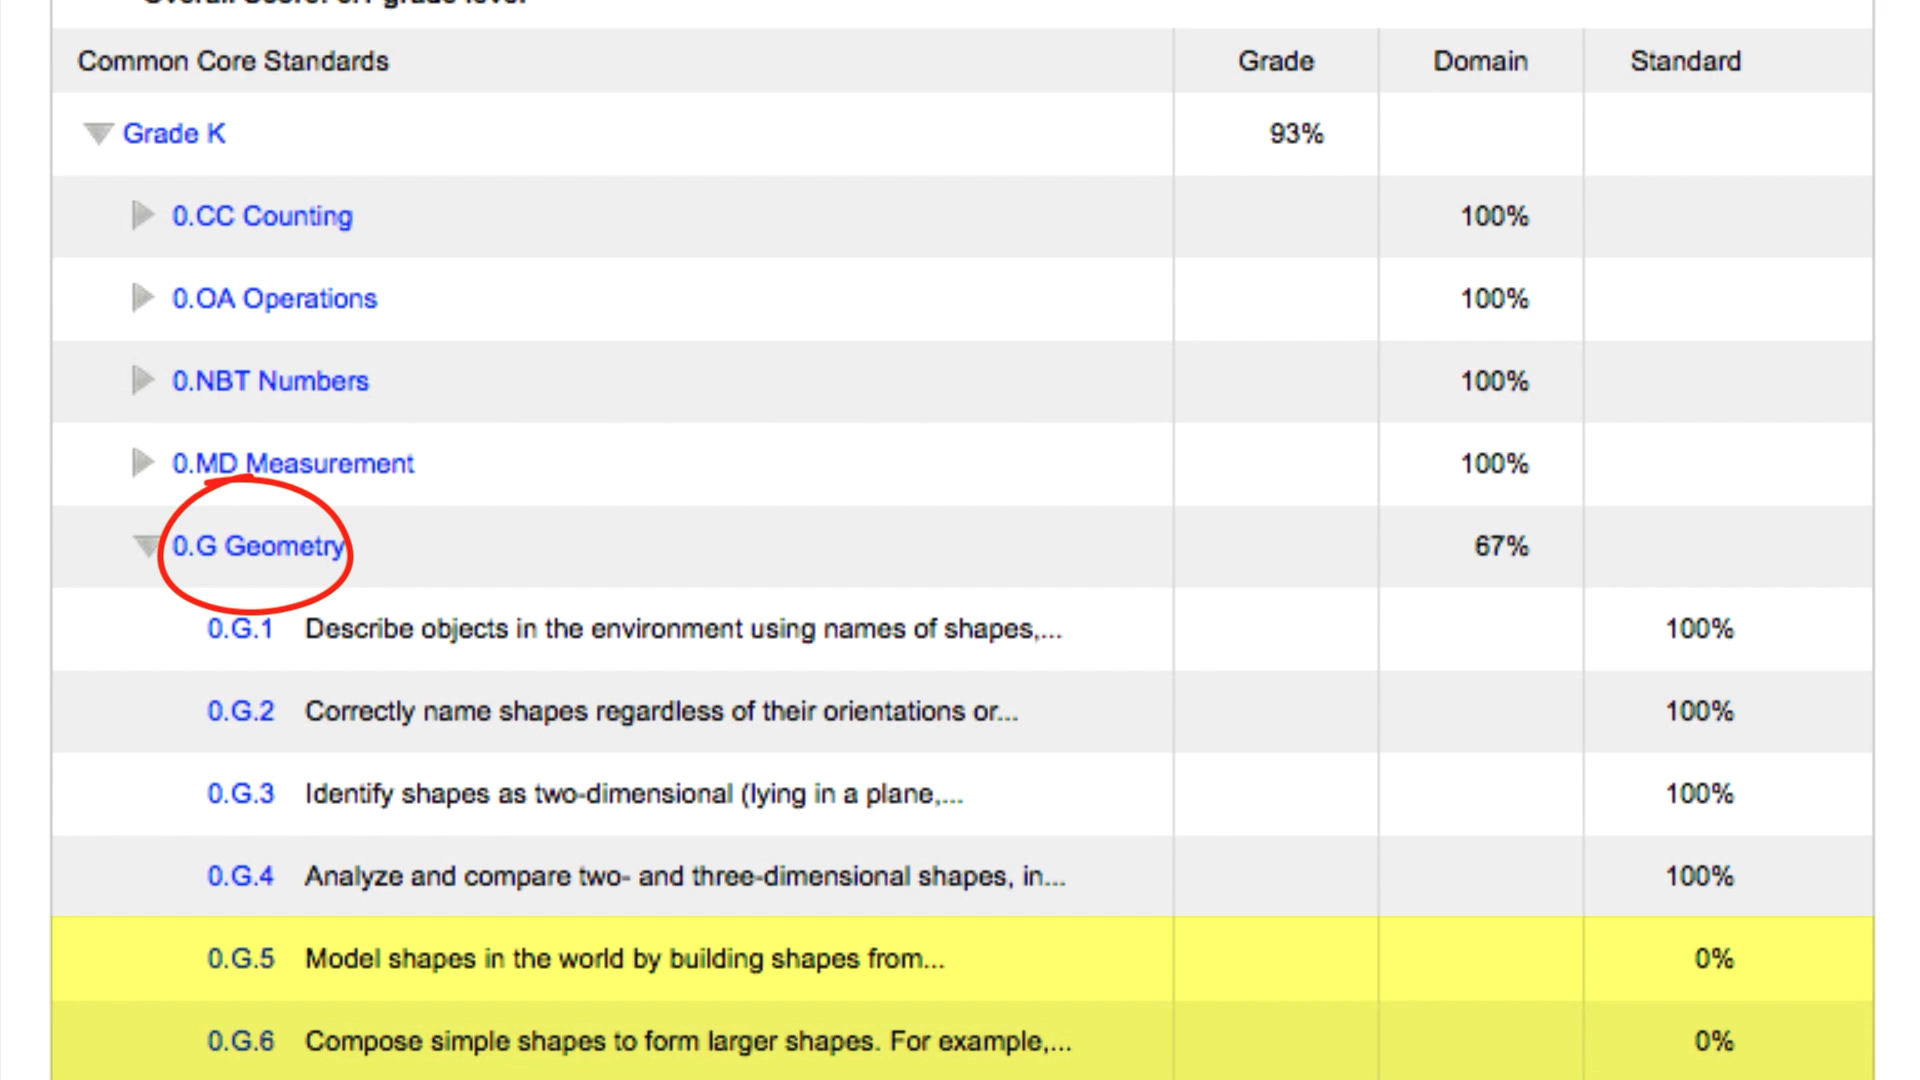 Common Core Standards Grade Domain Standard
Grade K 93%
0.CC Counting 100%
0.OA Operations 100%
0.NBT Numbers 100%
0.MD Measurement 100%
0.G Geometry 67%
0.G.1 Describe objects in the environment using names of shapes,... 100%
0.G.2 Correctly name shapes regardless of their orientations or... 100%
0.G.3 Identify shapes as two-dimensional (lying in a plane,... 100%
0.G.4 Analyze and compare two- and three-dimensional shapes, in... 100%
0.G.5 Model shapes in the world by building shapes from... 0%
0.G.6 Compose simple shapes to form larger shapes. For example,... 0%